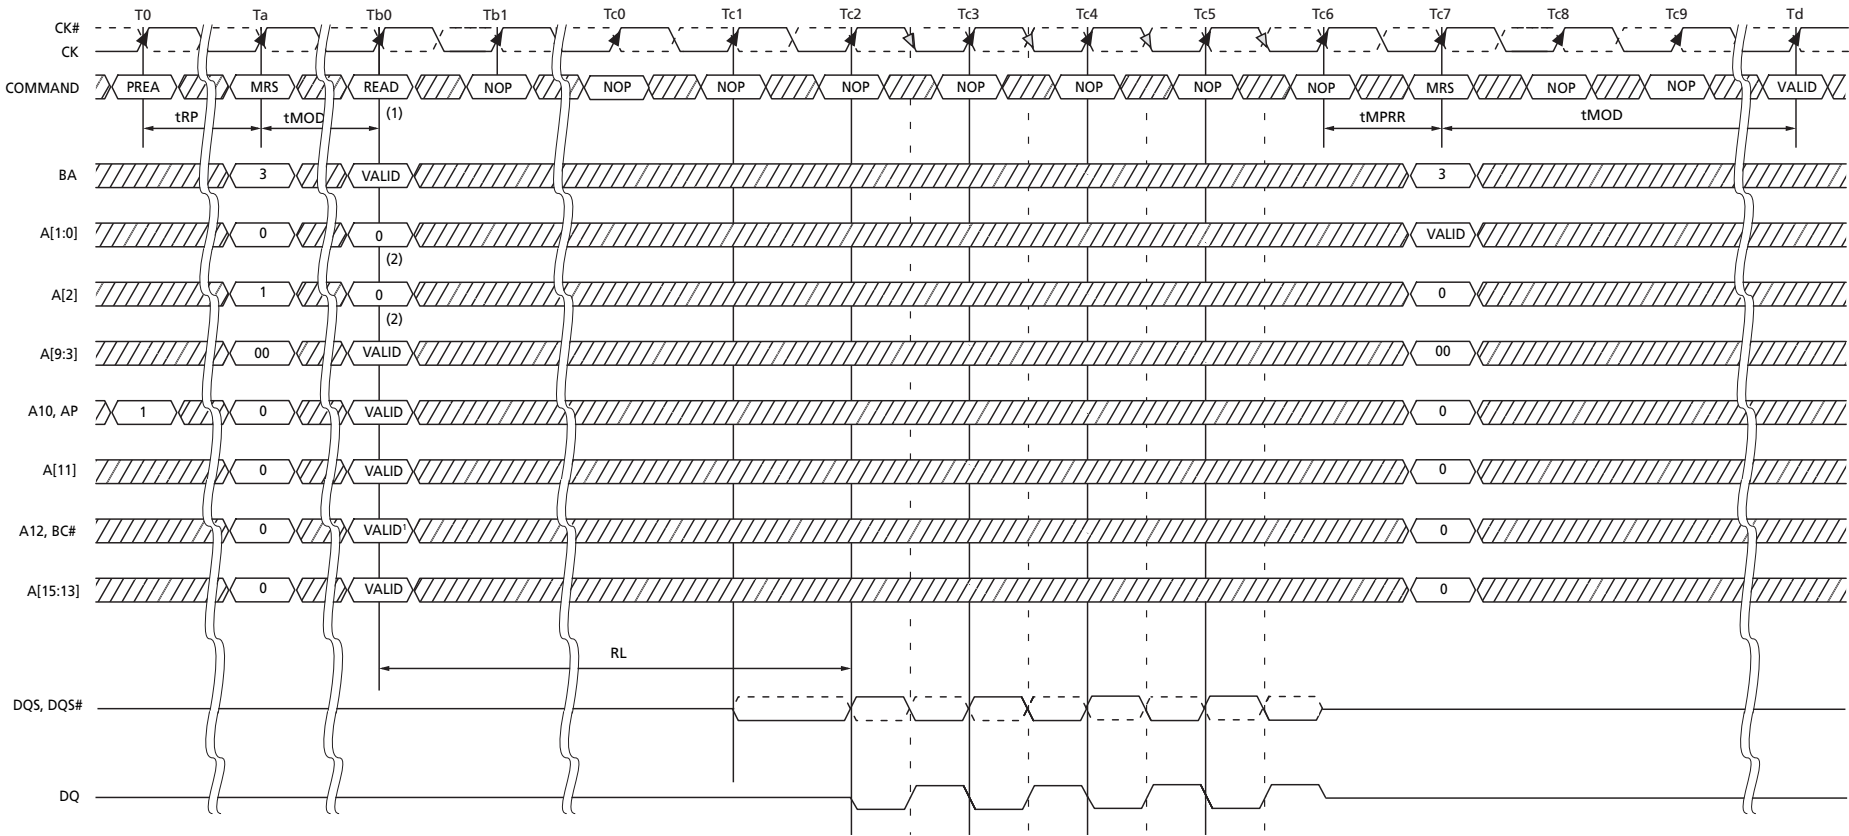 T0 Ta Tb0 Tb1 Tc0 Tc1 Tc2 Tc3 Tc4 Tc5 Tc6 Tc7 Tc8 Tc9 Td
CK#
CK
COMMAND PREA MRS READ NOP NOP NOP NOP NOP NOP NOP NOP MRS NOP NOP VALID
tRP tMOD (1) tMPRR tMOD
BA 3 VALID 3
A[1:0] 0 0 VALID
(2)
A[2] 1 0 0
(2)
A[9:3] 00 VALID 00
A10, AP 1 0 VALID 0
A[11] 0 VALID 0
A12, BC# 0 VALID¹ 0
A[15:13] 0 VALID 0
RL
DQS, DQS#
DQ